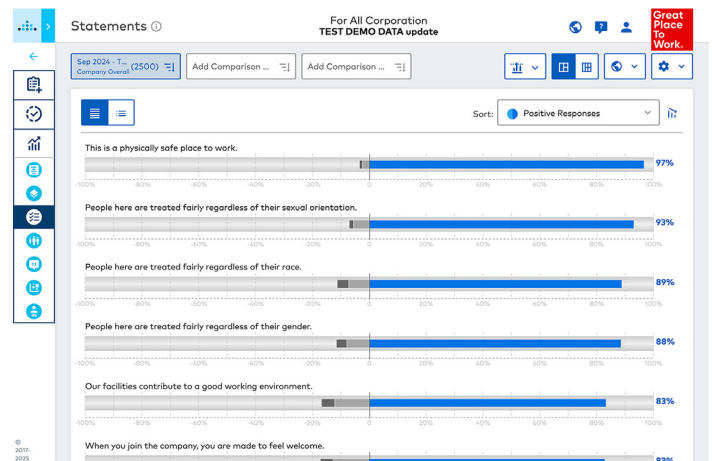 Statements
For All Corporation
TEST DEMO DATA update
Great
Place
To
Work.
Sep 2024 - T... (2500)
Company Overall
Add Comparison ...
Add Comparison ...
Sort: Positive Responses
This is a physically safe place to work.
97%
-100% -80% -60% -40% -20% 0 20% 40% 60% 80% 100%
People here are treated fairly regardless of their sexual orientation.
93%
-100% -80% -60% -40% -20% 0 20% 40% 60% 80% 100%
People here are treated fairly regardless of their race.
89%
-100% -80% -60% -40% -20% 0 20% 40% 60% 80% 100%
People here are treated fairly regardless of their gender.
88%
-100% -80% -60% -40% -20% 0 20% 40% 60% 80% 100%
Our facilities contribute to a good working environment.
83%
-100% -80% -60% -40% -20% 0 20% 40% 60% 80% 100%
When you join the company, you are made to feel welcome.
83%
©
2017-
2025